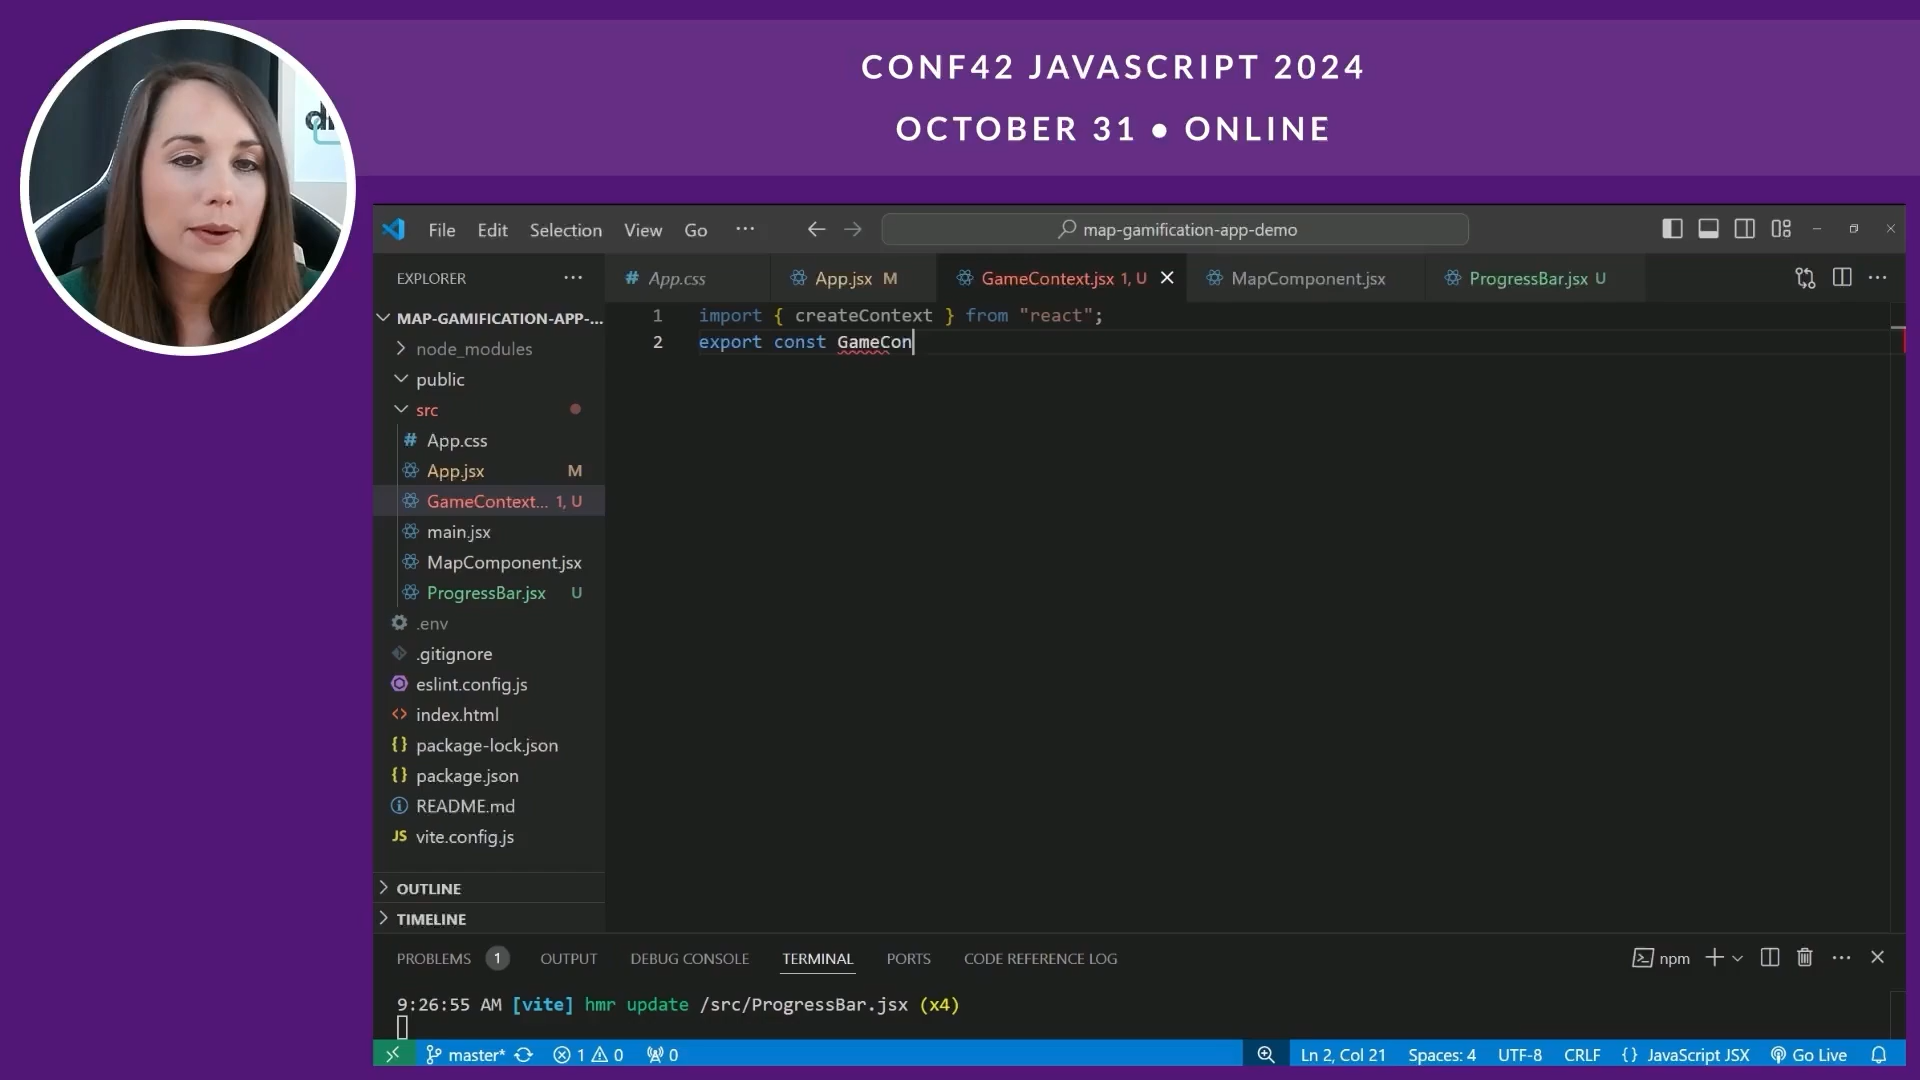 CONF42 JAVASCRIPT 2024
OCTOBER 31 • ONLINE
File Edit Selection View Go ··· map-gamification-app-demo
EXPLORER ···
# App.css App.jsx M GameContext.jsx 1, U MapComponent.jsx ProgressBar.jsx U
MAP-GAMIFICATION-APP-...
node_modules
public
src
# App.css
App.jsx M
GameContext... 1, U
main.jsx
MapComponent.jsx
ProgressBar.jsx U
.env
.gitignore
eslint.config.js
<> index.html
{} package-lock.json
{} package.json
README.md
JS vite.config.js
OUTLINE
TIMELINE
1 import { createContext } from "react";
2 export const GameCon
PROBLEMS 1 OUTPUT DEBUG CONSOLE TERMINAL PORTS CODE REFERENCE LOG npm
9:26:55 AM [vite] hmr update /src/ProgressBar.jsx (x4)
master* 1 0 0 Ln 2, Col 21 Spaces: 4 UTF-8 CRLF {} JavaScript JSX Go Live